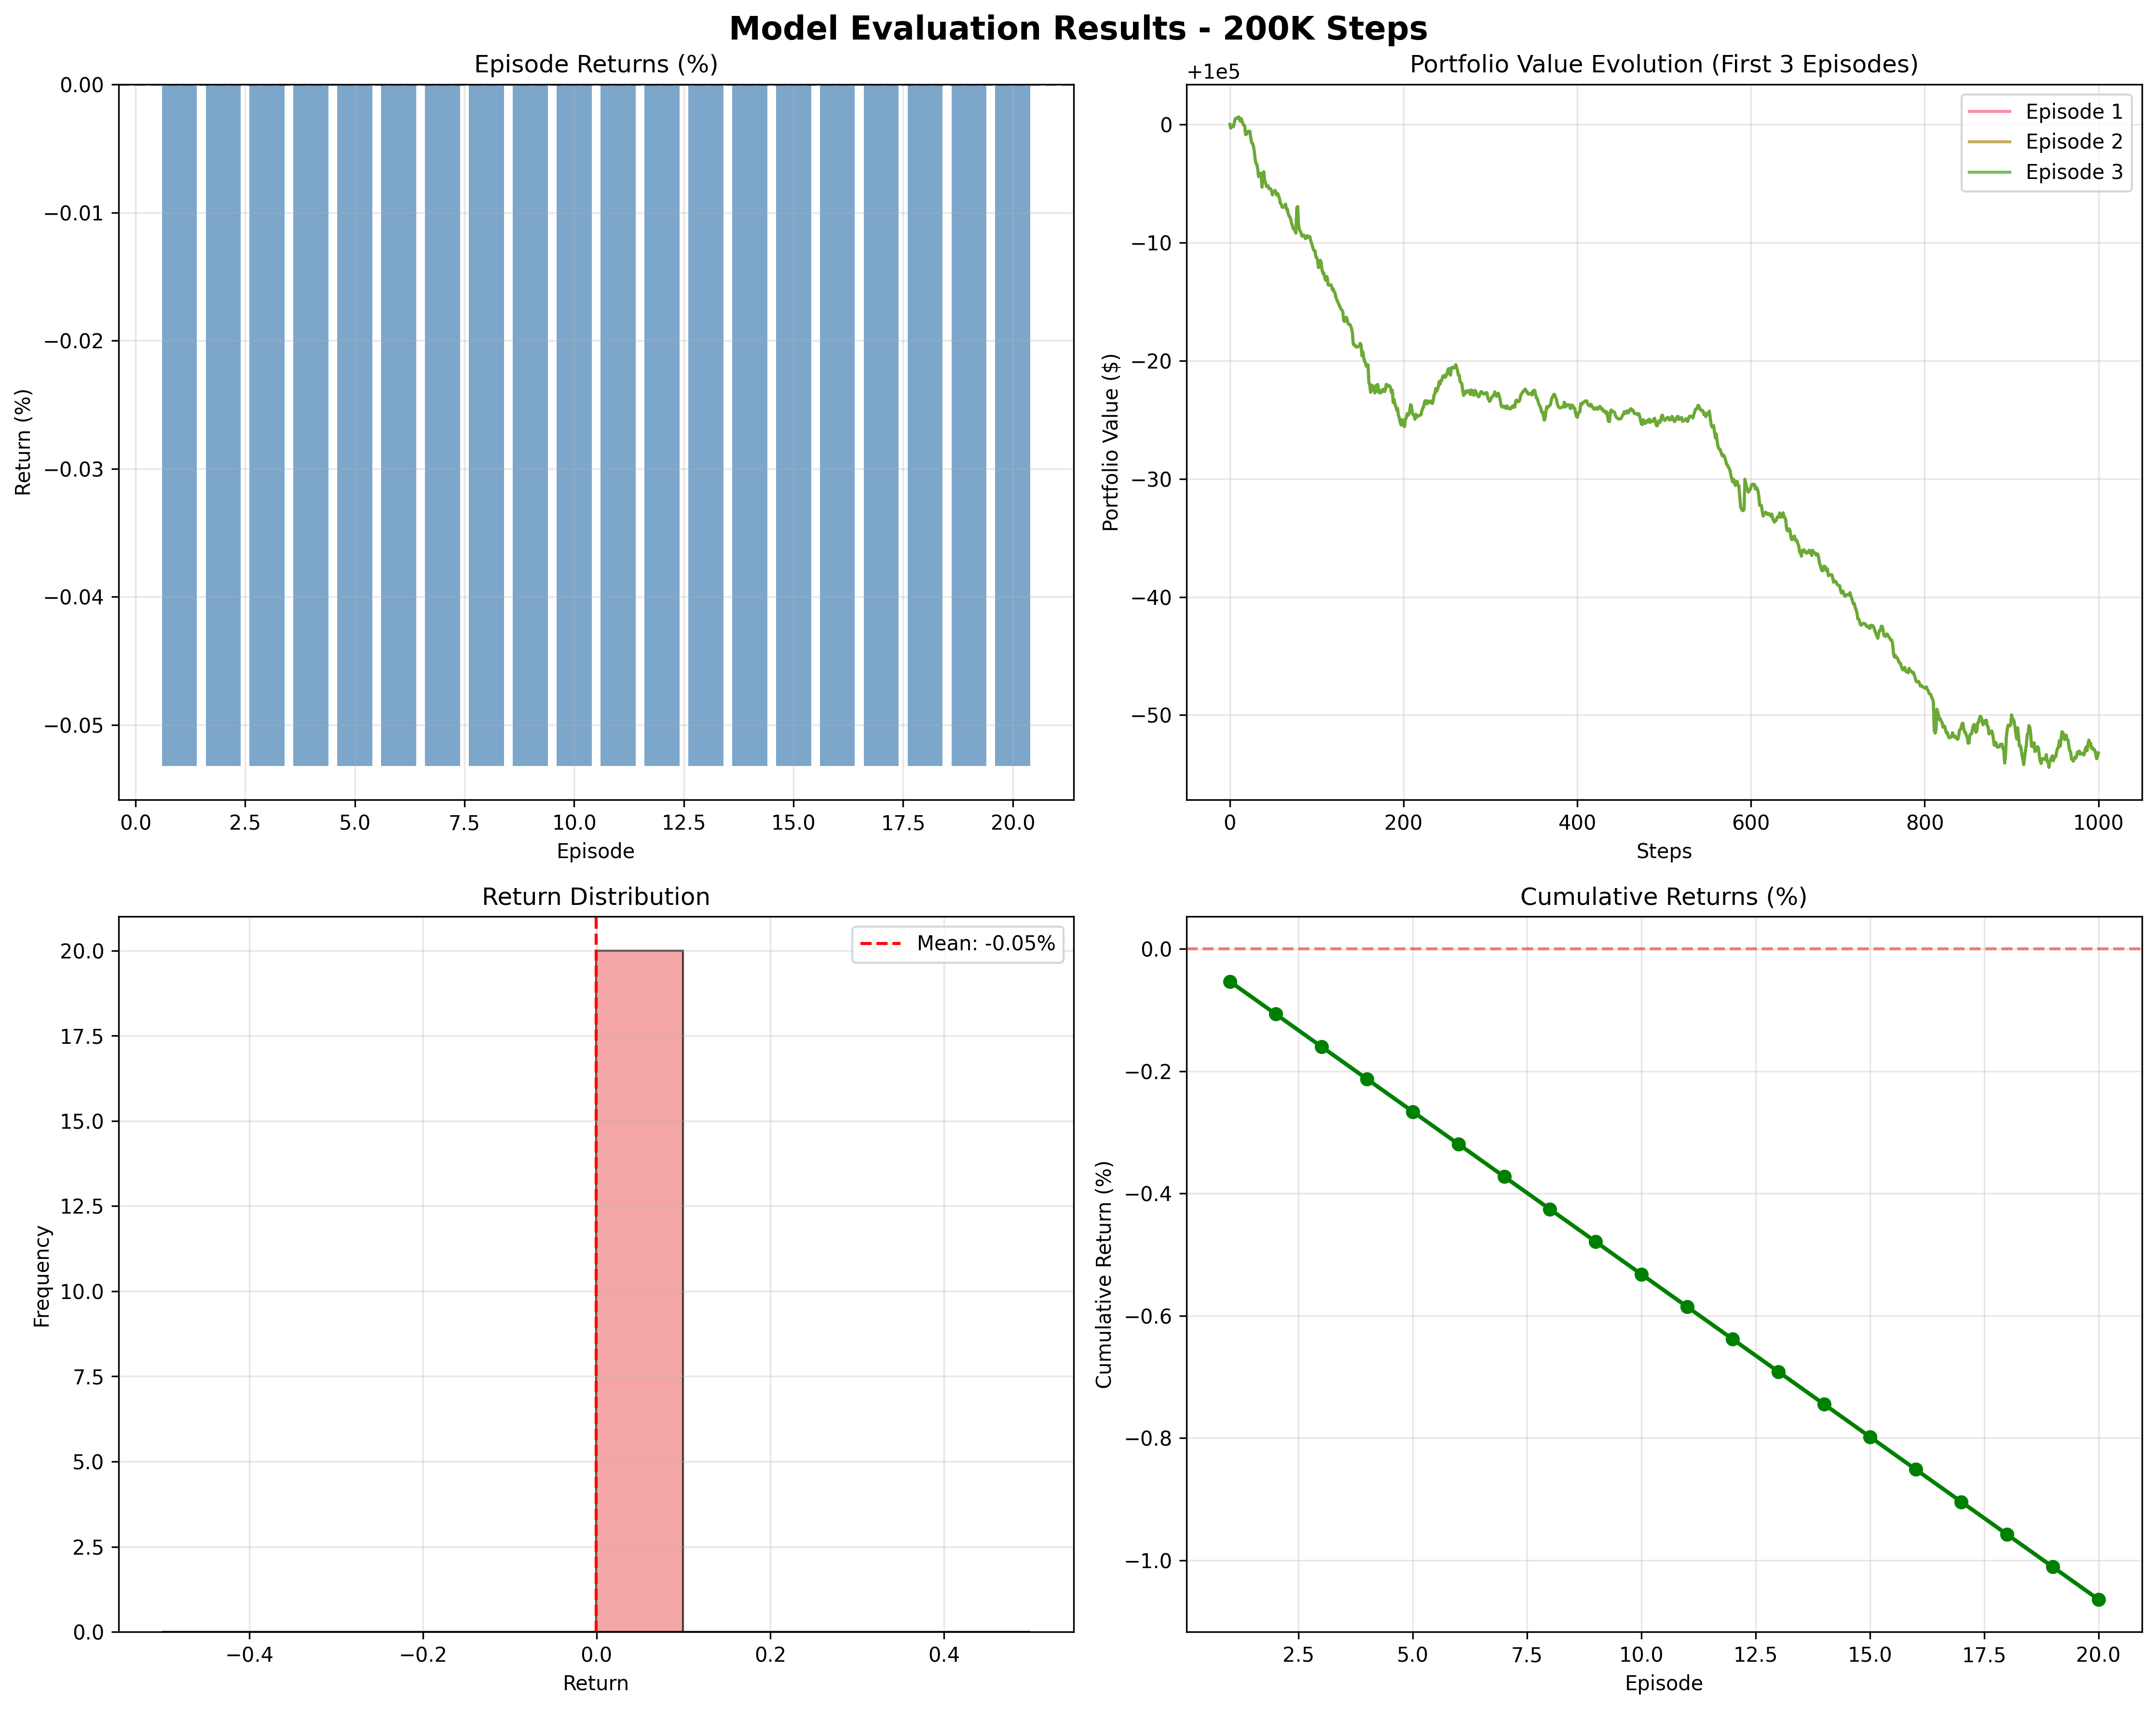 Model Evaluation Results - 200K Steps
Episode Returns (%)
0.00
−0.01
−0.02
−0.03
−0.04
−0.05
Return (%)
0.0 2.5 5.0 7.5 10.0 12.5 15.0 17.5 20.0
Episode
Portfolio Value Evolution (First 3 Episodes)
+1e5
Episode 1
Episode 2
Episode 3
0
−10
−20
−30
−40
−50
Portfolio Value ($)
0 200 400 600 800 1000
Steps
Return Distribution
Mean: -0.05%
20.0
17.5
15.0
12.5
10.0
7.5
5.0
2.5
0.0
Frequency
−0.4 −0.2 0.0 0.2 0.4
Return
Cumulative Returns (%)
0.0
−0.2
−0.4
−0.6
−0.8
−1.0
Cumulative Return (%)
2.5 5.0 7.5 10.0 12.5 15.0 17.5 20.0
Episode